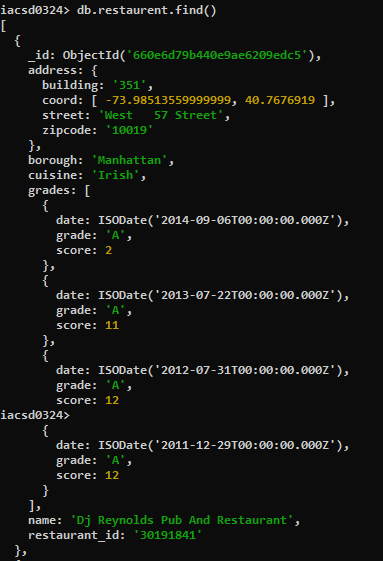 iacsd0324> db.restaurent.find()
[
  {
    _id: ObjectId('660e6d79b440e9ae6209edc5'),
    address: {
      building: '351',
      coord: [ -73.98513559999999, 40.7676919 ],
      street: 'West   57 Street',
      zipcode: '10019'
    },
    borough: 'Manhattan',
    cuisine: 'Irish',
    grades: [
      {
        date: ISODate('2014-09-06T00:00:00.000Z'),
        grade: 'A',
        score: 2
      },
      {
        date: ISODate('2013-07-22T00:00:00.000Z'),
        grade: 'A',
        score: 11
      },
      {
        date: ISODate('2012-07-31T00:00:00.000Z'),
        grade: 'A',
        score: 12
iacsd0324>
      {
        date: ISODate('2011-12-29T00:00:00.000Z'),
        grade: 'A',
        score: 12
      }
    ],
    name: 'Dj Reynolds Pub And Restaurant',
    restaurant_id: '30191841'
  },